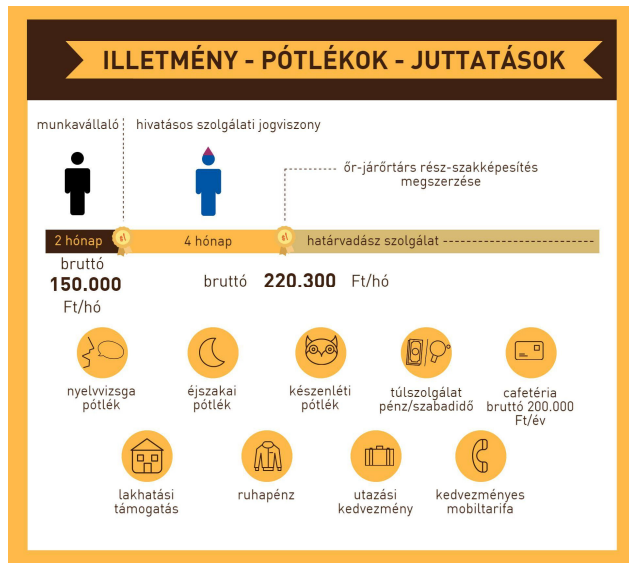 ILLETMÉNY - PÓTLÉKOK - JUTTATÁSOK
munkavállaló
hivatásos szolgálati jogviszony
őr-járőrtárs rész-szakképesítés
megszerzése
2 hónap
4 hónap
határvadász szolgálat
bruttó
150.000
Ft/hó
bruttó 220.300 Ft/hó
nyelvvizsga
pótlék
éjszakai
pótlék
készenléti
pótlék
túlszolgálat
pénz/szabadidő
cafetéria
bruttó 200.000
Ft/év
lakhatási
támogatás
ruhapénz
utazási
kedvezmény
kedvezményes
mobiltarifa